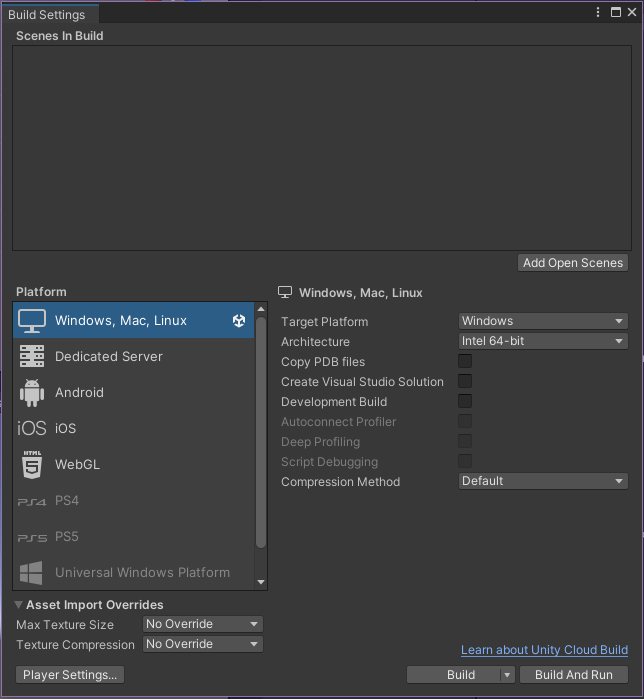 Build Settings
Scenes In Build
Add Open Scenes
Platform
Windows, Mac, Linux
Dedicated Server
Android
iOS iOS
HTML 5 WebGL
PS4 PS4
PS5 PS5
Universal Windows Platform
Windows, Mac, Linux
Target Platform Windows
Architecture Intel 64-bit
Copy PDB files
Create Visual Studio Solution
Development Build
Autoconnect Profiler
Deep Profiling
Script Debugging
Compression Method Default
Asset Import Overrides
Max Texture Size No Override
Texture Compression No Override
Learn about Unity Cloud Build
Player Settings...
Build
Build And Run